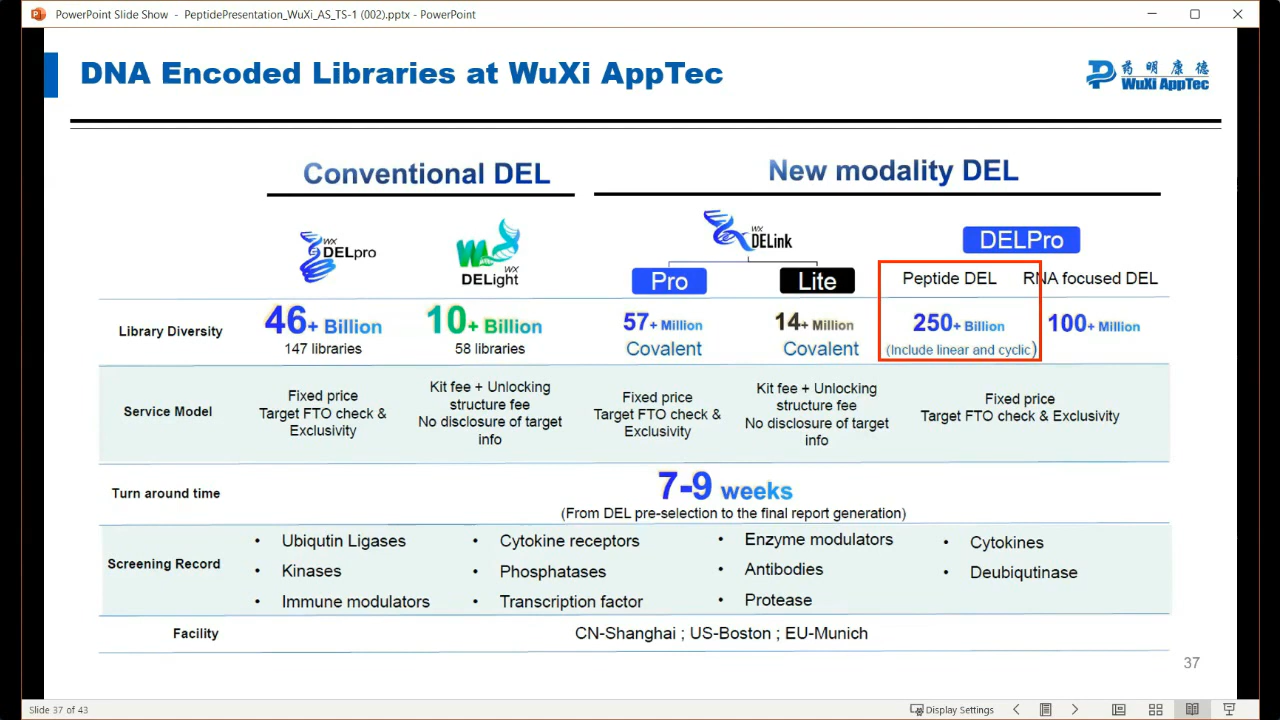 PowerPoint Slide Show - PeptidePresentation_WuXi_AS_TS-1 (002).pptx - PowerPoint
DNA Encoded Libraries at WuXi AppTec
药明康德
WuXi AppTec
Conventional DEL
New modality DEL
WX
DELpro
WX
DELight
WX
DELink
Pro
Lite
DELPro
Peptide DEL
RNA focused DEL
Library Diversity
46+ Billion
147 libraries
10+ Billion
58 libraries
57+ Million
Covalent
14+ Million
Covalent
250+ Billion
(Include linear and cyclic)
100+ Million
Service Model
Fixed price
Target FTO check &
Exclusivity
Kit fee + Unlocking
structure fee
No disclosure of target
info
Fixed price
Target FTO check &
Exclusivity
Kit fee + Unlocking
structure fee
No disclosure of target
info
Fixed price
Target FTO check & Exclusivity
Turn around time
7-9 weeks
(From DEL pre-selection to the final report generation)
Screening Record
• Ubiqutin Ligases
• Kinases
• Immune modulators
• Cytokine receptors
• Phosphatases
• Transcription factor
• Enzyme modulators
• Antibodies
• Protease
• Cytokines
• Deubiqutinase
Facility
CN-Shanghai ; US-Boston ; EU-Munich
37
Slide 37 of 43
Display Settings